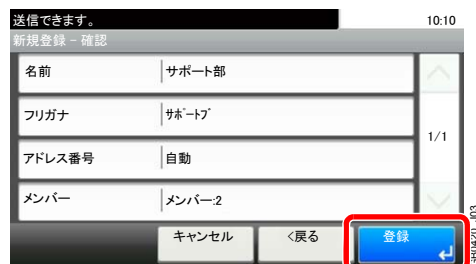 送信できます。 10:10
新規登録 - 確認
名前 サポート部
フリガナ ｻﾎﾟｰﾄﾌﾞ
アドレス番号 自動
1/1
メンバー メンバー:2
キャンセル <戻る 登録